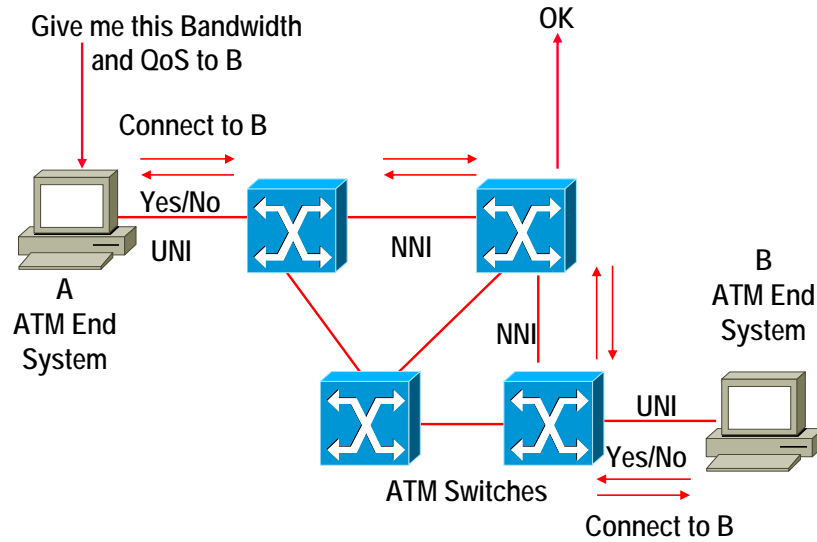 Give me this Bandwidth
and QoS to B
OK
Connect to B
Yes/No
UNI
NNI
A
ATM End
System
B
ATM End
System
NNI
UNI
Yes/No
ATM Switches
Connect to B